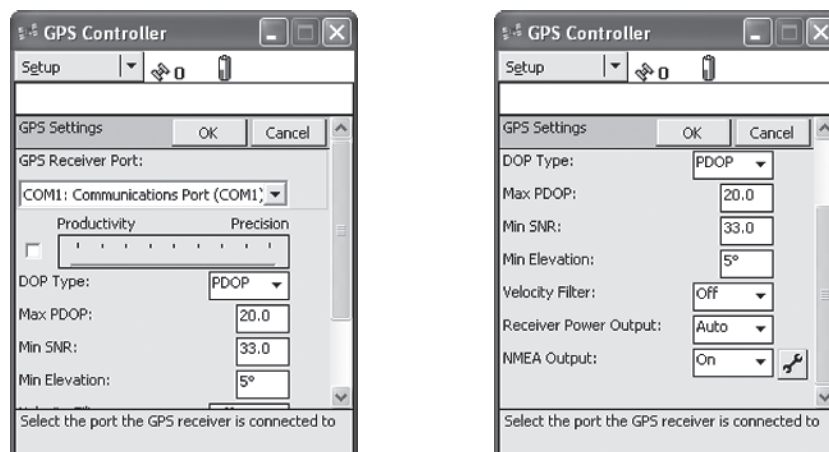 GPS Controller
Setup 0
GPS Settings OK Cancel
GPS Receiver Port:
COM1: Communications Port (COM1)
Productivity Precision
DOP Type: PDOP
Max PDOP: 20.0
Min SNR: 33.0
Min Elevation: 5°
Select the port the GPS receiver is connected to
GPS Controller
Setup 0
GPS Settings OK Cancel
DOP Type: PDOP
Max PDOP: 20.0
Min SNR: 33.0
Min Elevation: 5°
Velocity Filter: Off
Receiver Power Output: Auto
NMEA Output: On
Select the port the GPS receiver is connected to